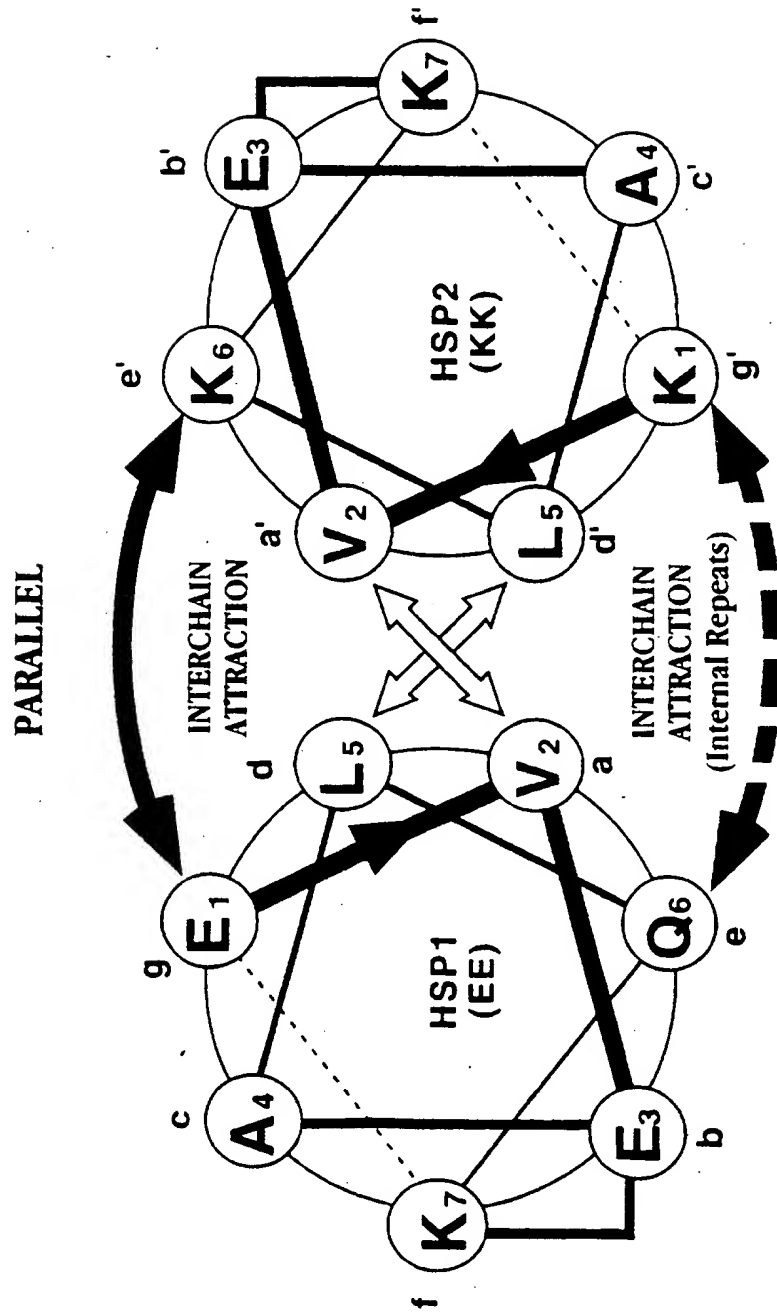 PARALLEL
INTERCHAIN
ATTRACTION
INTERCHAIN
ATTRACTION
(Internal Repeats)
HSP1
(EE)
g
E1
d
L5
c
A4
a
V2
f
K7
e
Q6
b
E3
HSP2
(KK)
e'
K6
b'
E3
a'
V2
f'
K7
d'
L5
g'
K1
c'
A4